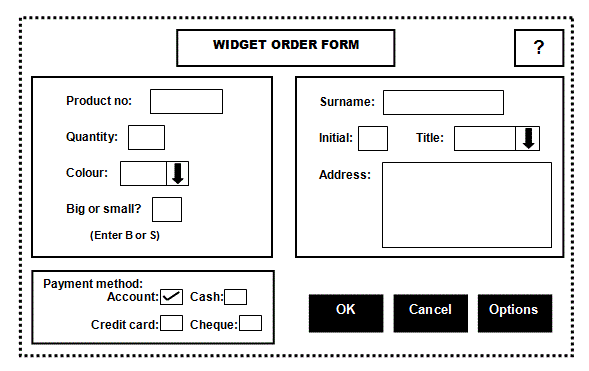 WIDGET ORDER FORM
?
Product no:
Quantity:
Colour:
Big or small?
(Enter B or S)
Surname:
Initial: Title:
Address:
Payment method:
Account: Cash:
Credit card: Cheque:
OK Cancel Options